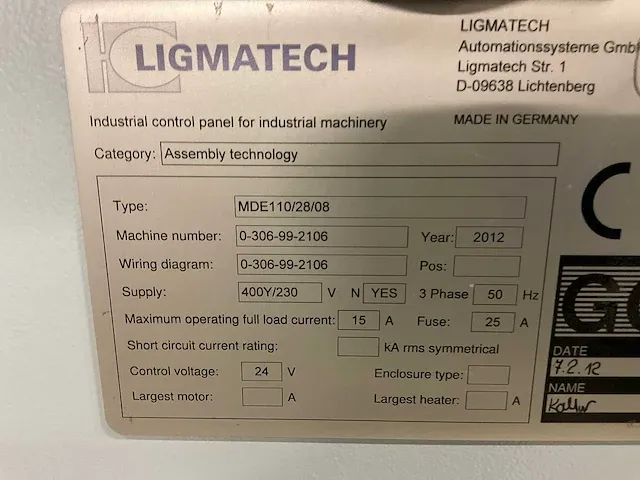 LIGMATECH
LIGMATECH
Automationssysteme GmbH
Ligmatech Str. 1
D-09638 Lichtenberg
Industrial control panel for industrial machinery
MADE IN GERMANY
Category: Assembly technology
Type: MDE110/28/08
Machine number: 0-306-99-2106 Year: 2012
Wiring diagram: 0-306-99-2106 Pos:
Supply: 400Y/230 V N YES 3 Phase 50 Hz
Maximum operating full load current: 15 A Fuse: 25 A
Short circuit current rating: kA rms symmetrical
Control voltage: 24 V Enclosure type:
Largest motor: A Largest heater: A
DATE
7.2.12
NAME